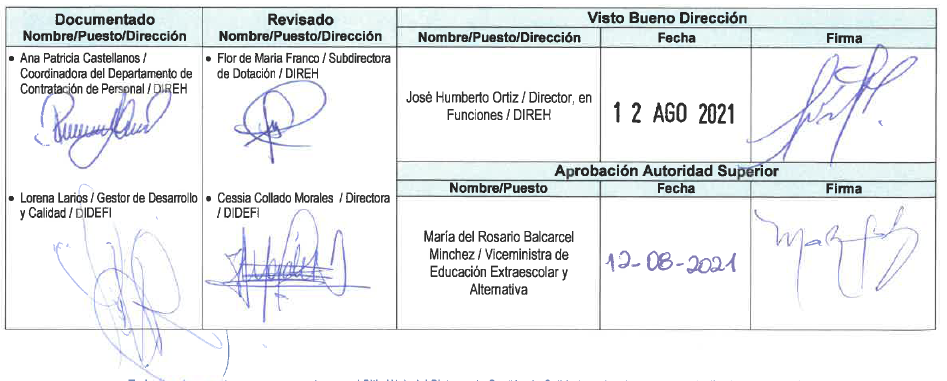 Documentado
Nombre/Puesto/Dirección
Revisado
Nombre/Puesto/Dirección
Visto Bueno Dirección
Nombre/Puesto/Dirección
Fecha
Firma
• Ana Patricia Castellanos /
Coordinadora del Departamento de
Contratación de Personal / DIREH
• Flor de Maria Franco / Subdirectora
de Dotación / DIREH
José Humberto Ortiz / Director, en
Funciones / DIREH
12 AGO 2021
Aprobación Autoridad Superior
Nombre/Puesto
Fecha
Firma
• Lorena Larios / Gestor de Desarrollo
y Calidad / DIDEFI
• Cessia Collado Morales / Directora
/ DIDEFI
María del Rosario Balcarcel
Minchez / Viceministra de
Educación Extraescolar y
Alternativa
12-08-2021